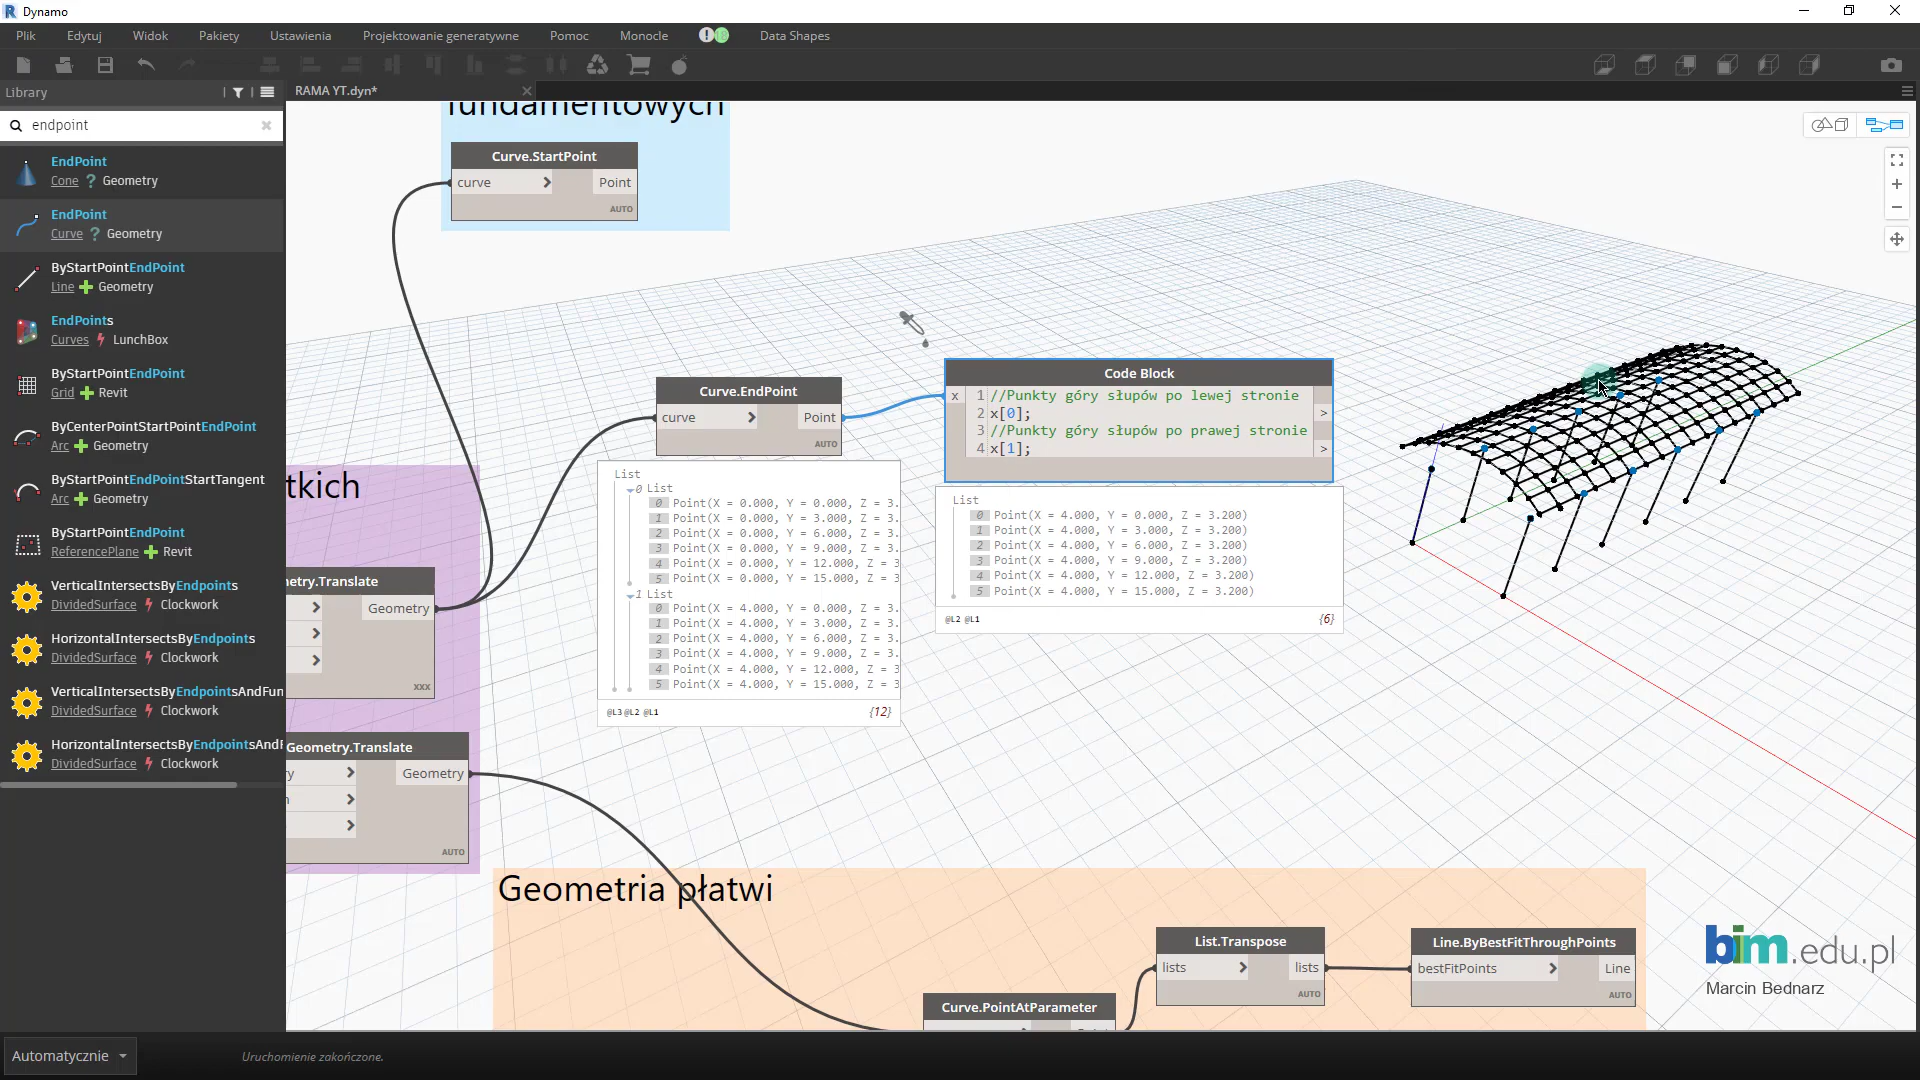 Dynamo
Plik Edytuj Widok Pakiety Ustawienia Projektowanie generatywne Pomoc Monocle Data Shapes
Library
RAMA YT.dyn*
endpoint
EndPoint
Cone ? Geometry
EndPoint
Curve ? Geometry
ByStartPointEndPoint
Line Geometry
EndPoints
Curves LunchBox
ByStartPointEndPoint
Grid Revit
ByCenterPointStartPointEndPoint
Arc Geometry
ByStartPointEndPointStartTangent
Arc Geometry
ByStartPointEndPoint
ReferencePlane Revit
VerticalIntersectsByEndpoints
DividedSurface Clockwork
HorizontalIntersectsByEndpoints
DividedSurface Clockwork
VerticalIntersectsByEndpointsAndFun
DividedSurface Clockwork
HorizontalIntersectsByEndpointsAndF
DividedSurface Clockwork
fundamentowych
Curve.StartPoint
curve > Point
AUTO
Curve.EndPoint
curve > Point
AUTO
List
0 List
0 Point(X = 0.000, Y = 0.000, Z = 3.
1 Point(X = 0.000, Y = 3.000, Z = 3.
2 Point(X = 0.000, Y = 6.000, Z = 3.
3 Point(X = 0.000, Y = 9.000, Z = 3.
4 Point(X = 0.000, Y = 12.000, Z = 3
5 Point(X = 0.000, Y = 15.000, Z = 3
1 List
0 Point(X = 4.000, Y = 0.000, Z = 3.
1 Point(X = 4.000, Y = 3.000, Z = 3.
2 Point(X = 4.000, Y = 6.000, Z = 3.
3 Point(X = 4.000, Y = 9.000, Z = 3.
4 Point(X = 4.000, Y = 12.000, Z = 3
5 Point(X = 4.000, Y = 15.000, Z = 3
@L3 @L2 @L1 {12}
Code Block
x 1 //Punkty góry słupów po lewej stronie
2 x[0]; >
3 //Punkty góry słupów po prawej stronie
4 x[1]; >
List
0 Point(X = 4.000, Y = 0.000, Z = 3.200)
1 Point(X = 4.000, Y = 3.000, Z = 3.200)
2 Point(X = 4.000, Y = 6.000, Z = 3.200)
3 Point(X = 4.000, Y = 9.000, Z = 3.200)
4 Point(X = 4.000, Y = 12.000, Z = 3.200)
5 Point(X = 4.000, Y = 15.000, Z = 3.200)
@L2 @L1 {6}
tkich
metry.Translate
> Geometry
>
>
XXX
Geometry.Translate
y > Geometry
>
>
AUTO
Geometria płatwi
Curve.PointAtParameter
List.Transpose
lists > lists
AUTO
Line.ByBestFitThroughPoints
bestFitPoints > Line
AUTO
bim.edu.pl
Marcin Bednarz
Automatycznie
Uruchomienie zakończone.